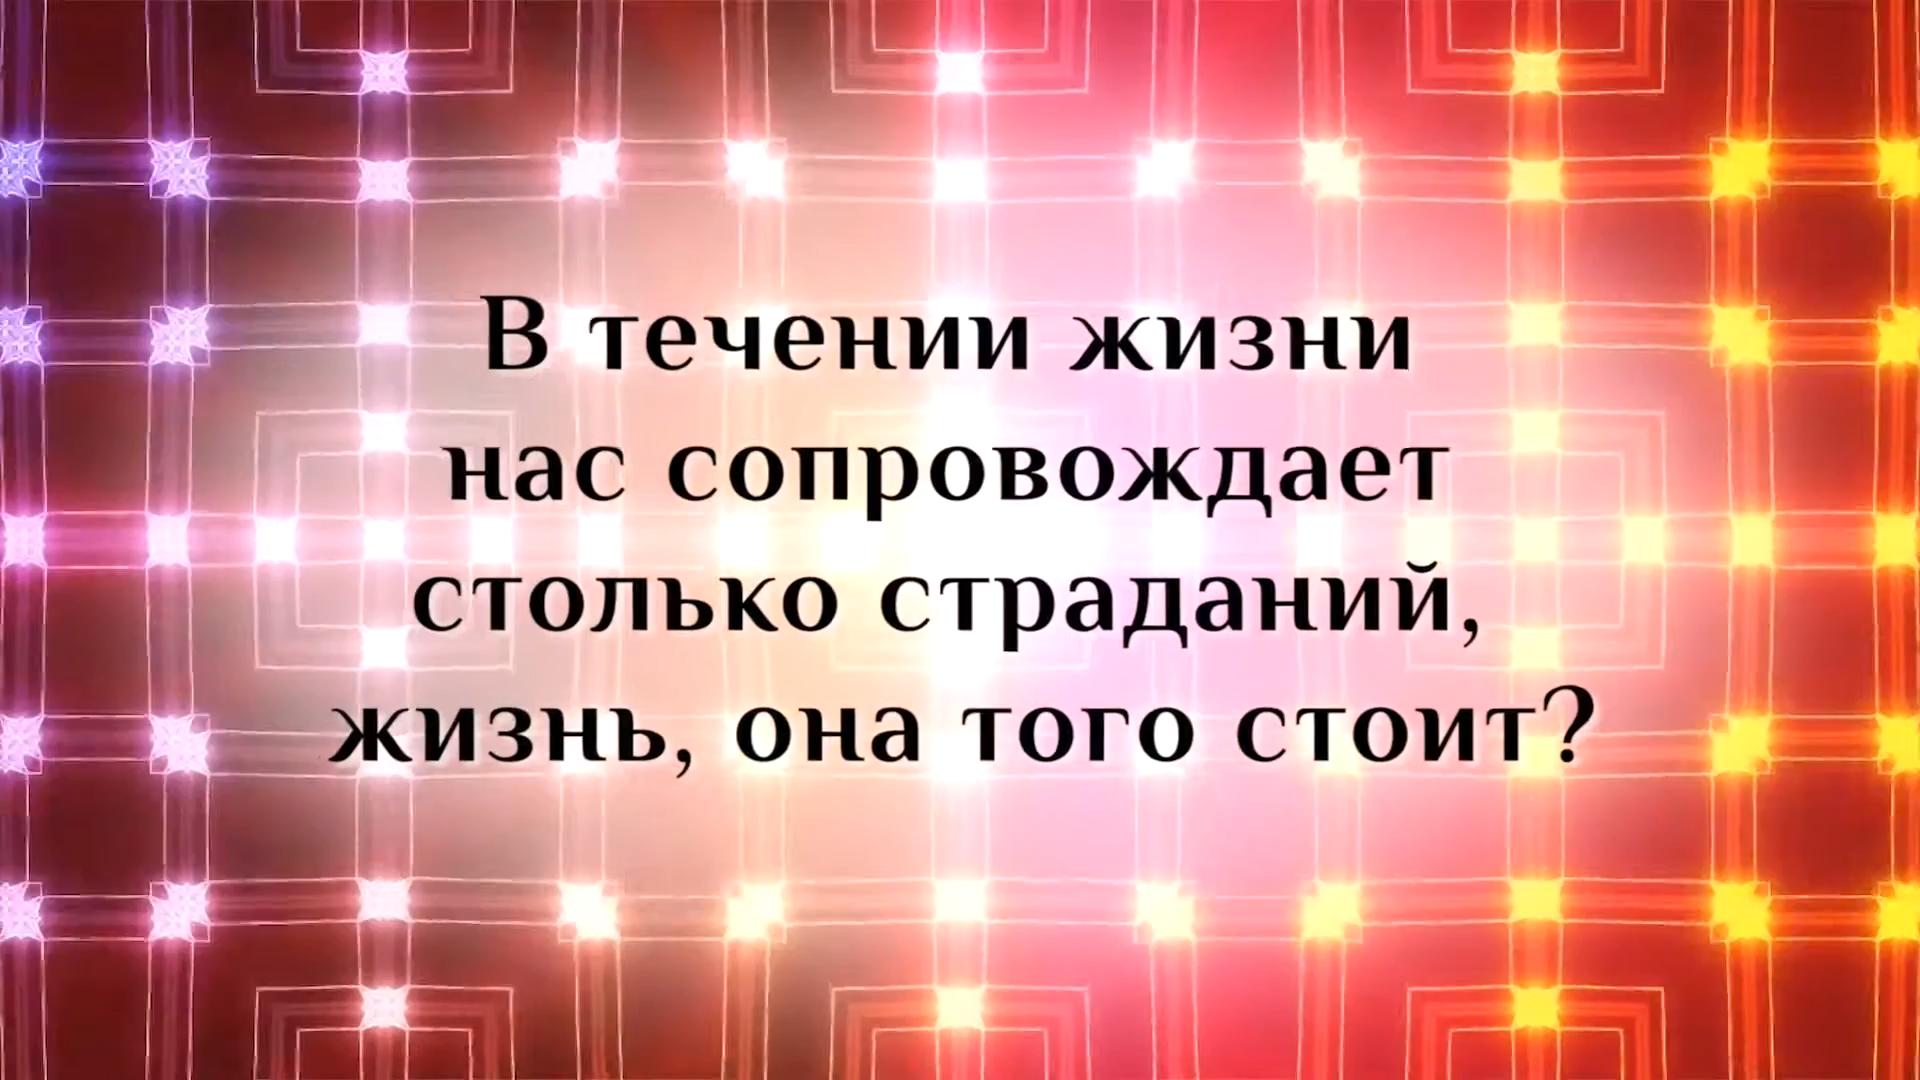 В течении жизни
нас сопровождает
столько страданий,
жизнь, она того стоит?